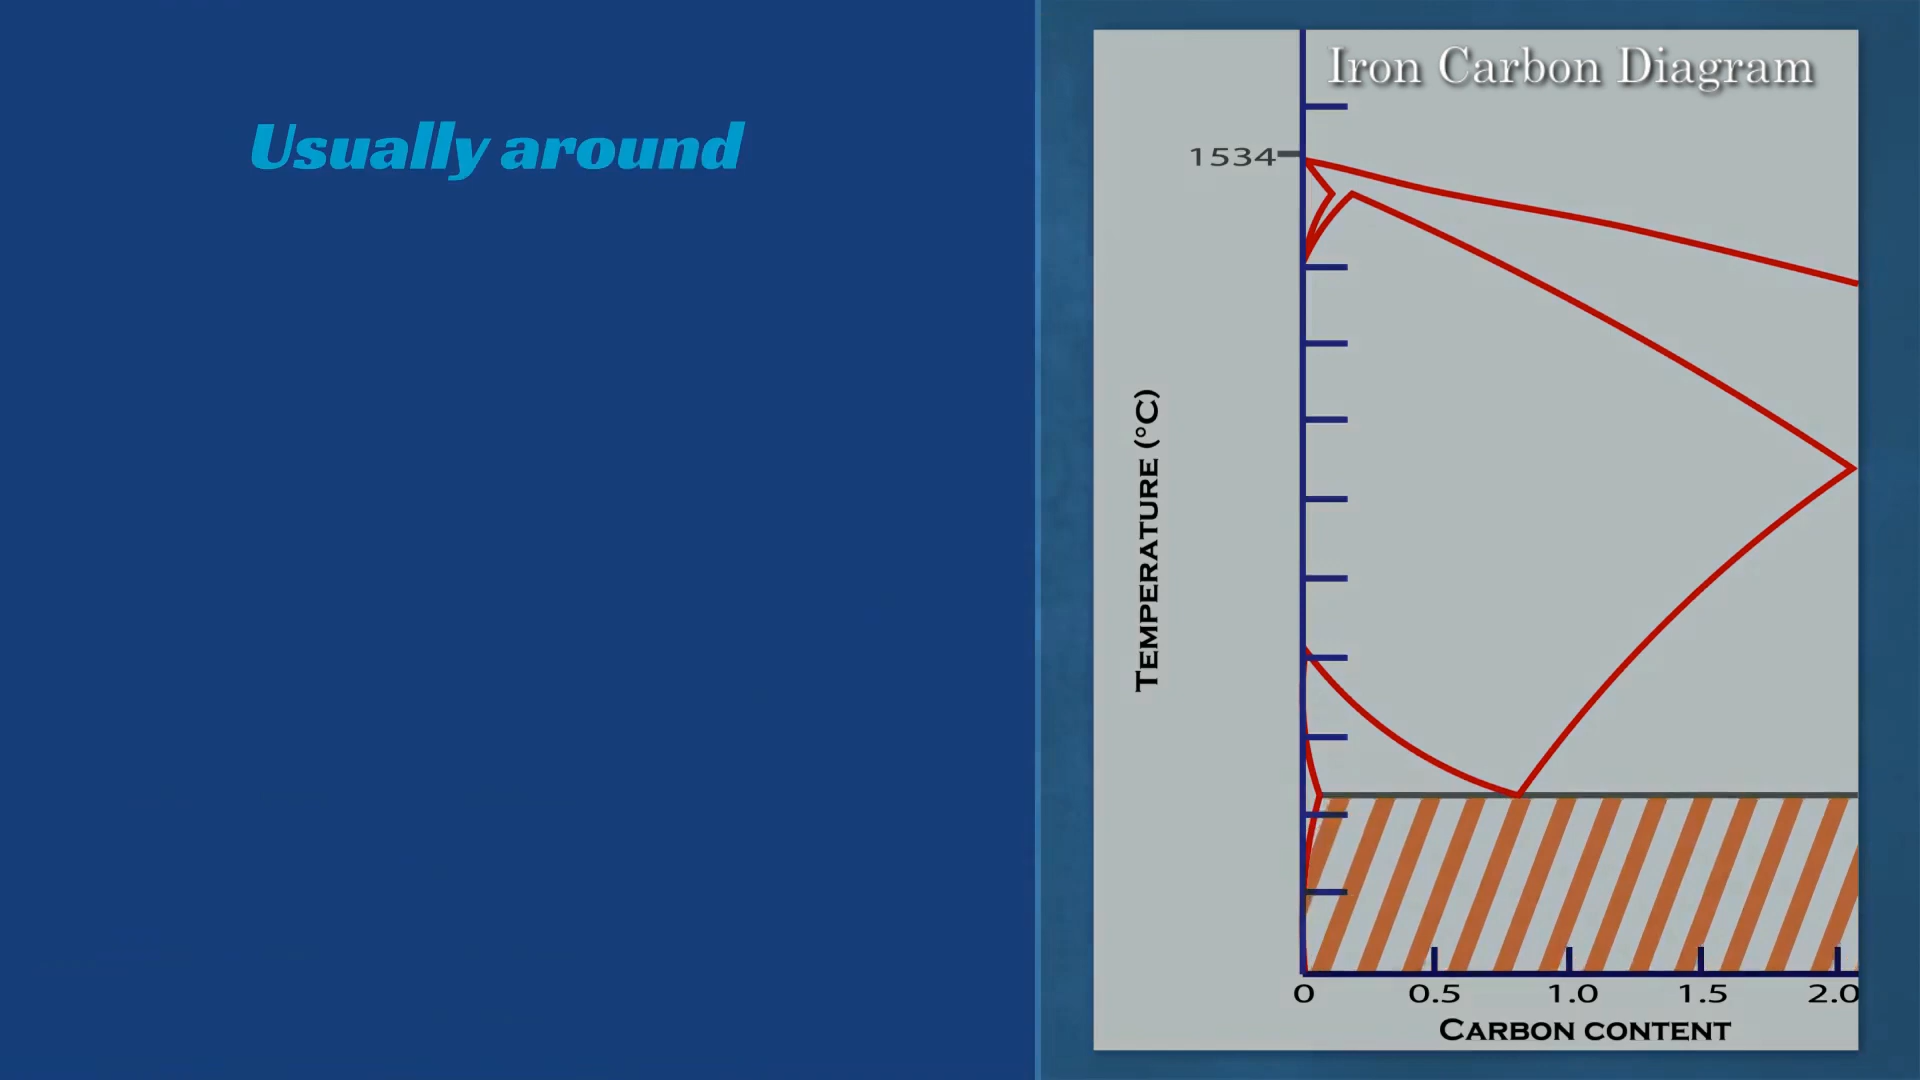 Usually around
Iron Carbon Diagram
1534
TEMPERATURE (°C)
0 0.5 1.0 1.5 2.0
CARBON CONTENT